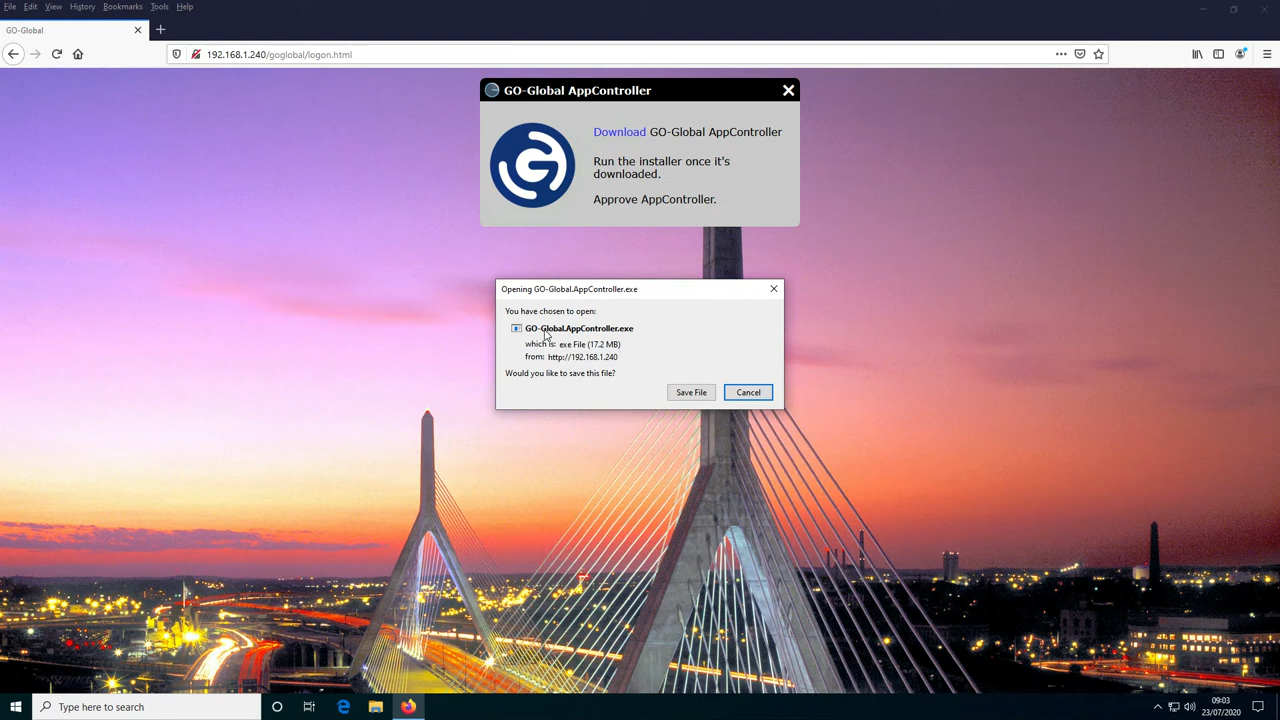 File Edit View History Bookmarks Tools Help
GO-Global
192.168.1.240/goglobal/logon.html
GO-Global AppController
Download GO-Global AppController
Run the installer once it's
downloaded.
Approve AppController.
Opening GO-Global.AppController.exe
You have chosen to open:
GO-Global.AppController.exe
which is: exe File (17.2 MB)
from: http://192.168.1.240
Would you like to save this file?
Save File Cancel
Type here to search
09:03
23/07/2020